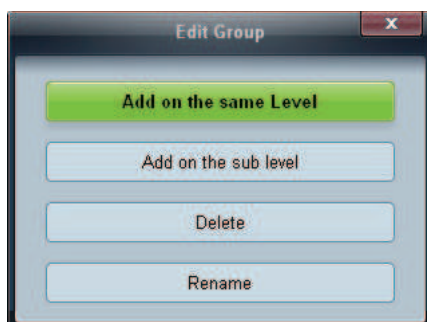 Edit Group
x
Add on the same Level
Add on the sub level
Delete
Rename